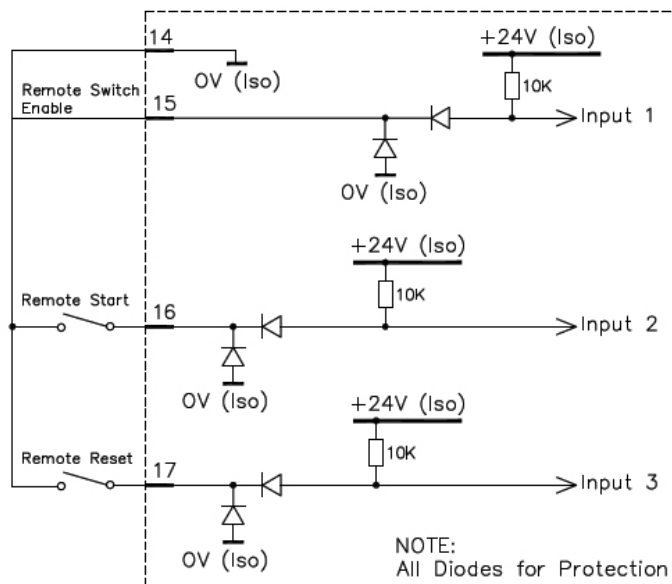 14
0V (Iso)
+24V (Iso)
10K
Remote Switch
Enable
15
Input 1
0V (Iso)
+24V (Iso)
10K
Remote Start
16
Input 2
0V (Iso)
+24V (Iso)
10K
Remote Reset
17
Input 3
0V (Iso)
NOTE:
All Diodes for Protection